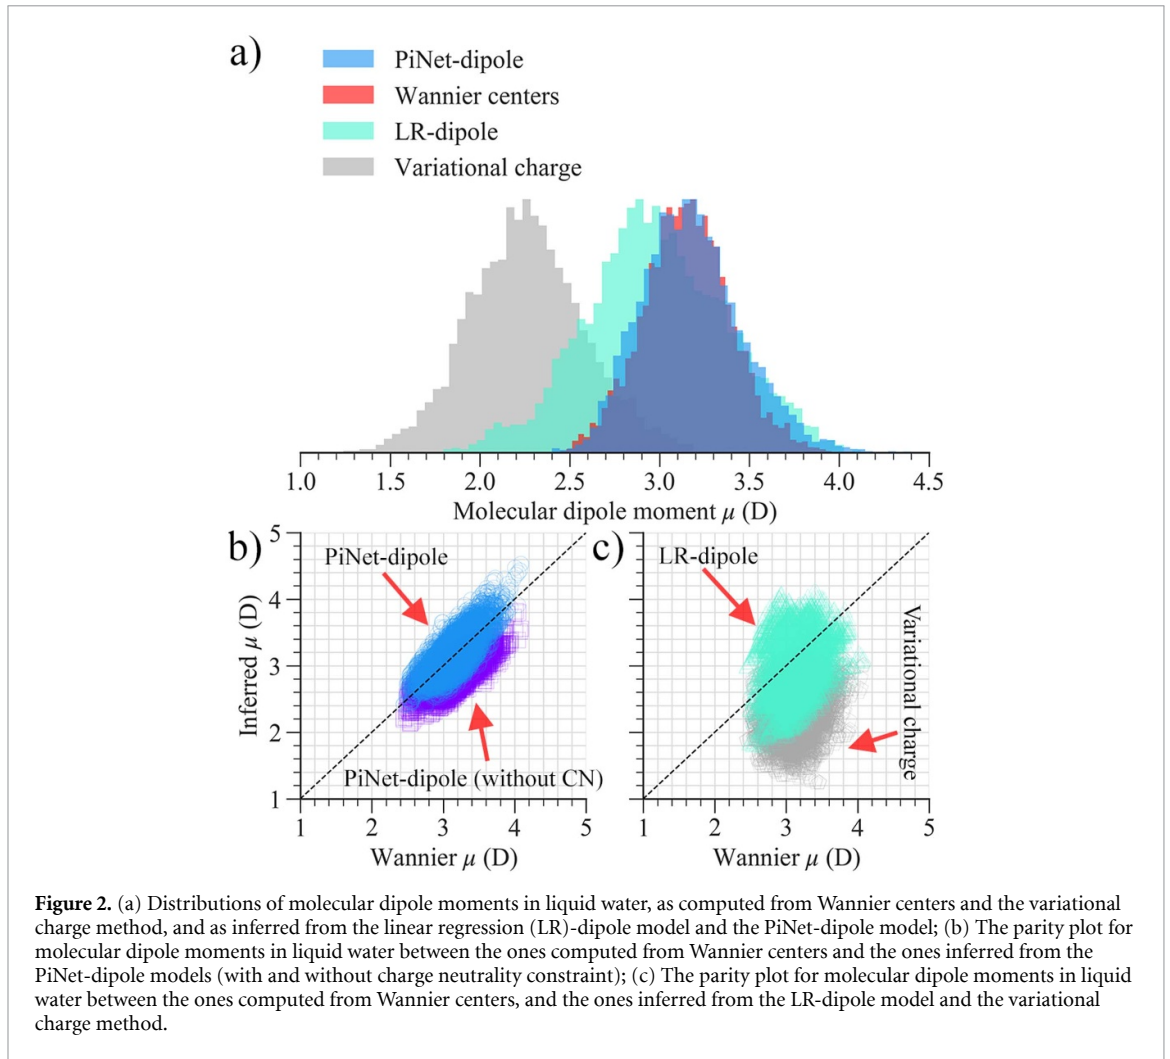 a)
PiNet-dipole
Wannier centers
LR-dipole
Variational charge
1.0 1.5 2.0 2.5 3.0 3.5 4.0 4.5
Molecular dipole moment μ (D)
b)
5
4
3
2
1
Inferred μ (D)
PiNet-dipole
PiNet-dipole (without CN)
1 2 3 4 5
Wannier μ (D)
c)
LR-dipole
Variational charge
1 2 3 4 5
Wannier μ (D)
Figure 2. (a) Distributions of molecular dipole moments in liquid water, as computed from Wannier centers and the variational
charge method, and as inferred from the linear regression (LR)-dipole model and the PiNet-dipole model; (b) The parity plot for
molecular dipole moments in liquid water between the ones computed from Wannier centers and the ones inferred from the
PiNet-dipole models (with and without charge neutrality constraint); (c) The parity plot for molecular dipole moments in liquid
water between the ones computed from Wannier centers, and the ones inferred from the LR-dipole model and the variational
charge method.